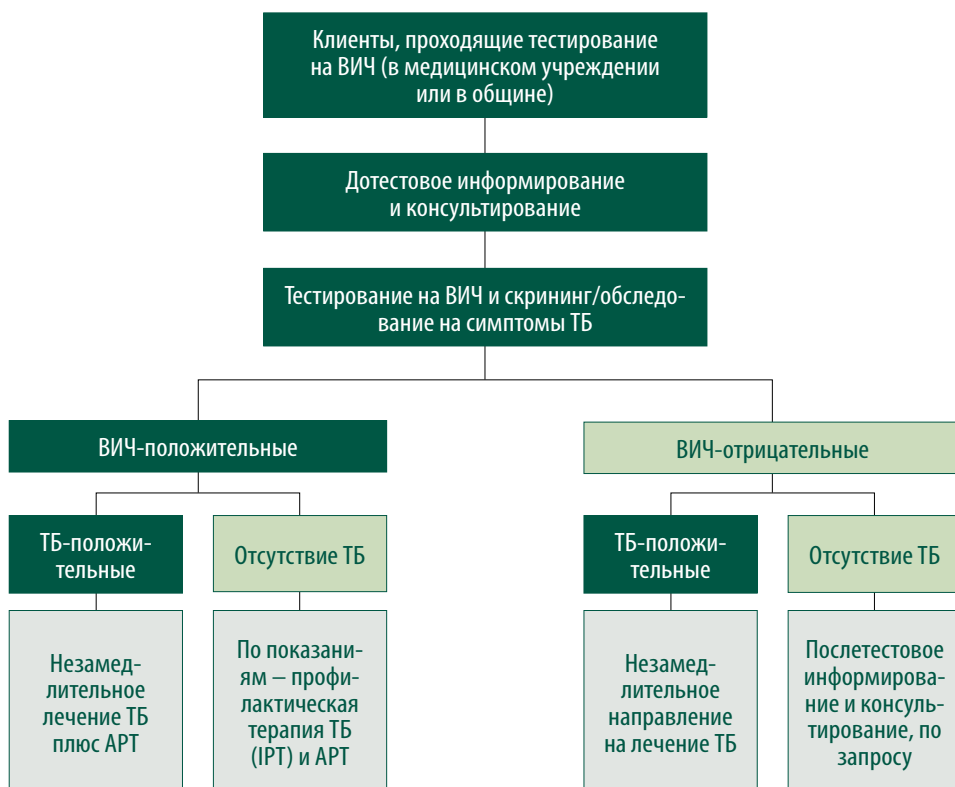 Клиенты, проходящие тестирование
на ВИЧ (в медицинском учреждении
или в общине)
Дотестовое информирование
и консультирование
Тестирование на ВИЧ и скрининг/обследо-
вание на симптомы ТБ
ВИЧ-положительные
ВИЧ-отрицательные
ТБ-положи-
тельные
Отсутствие ТБ
ТБ-положи-
тельные
Отсутствие ТБ
Незамед-
лительное
лечение ТБ
плюс АРТ
По показани-
ям – профи-
лактическая
терапия ТБ
(IPT) и АРТ
Незамед-
лительное
направление
на лечение ТБ
Послетестовое
информирова-
ние и консуль-
тирование, по
запросу